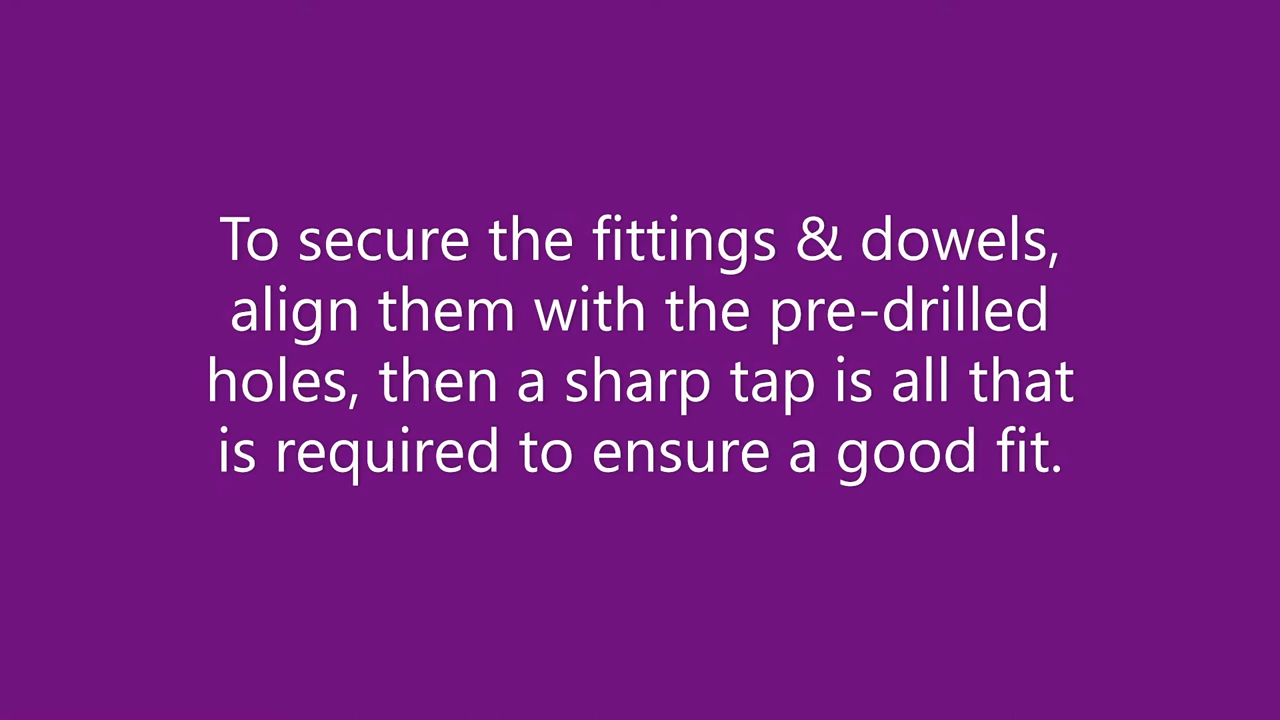 To secure the fittings & dowels,
align them with the pre-drilled
holes, then a sharp tap is all that
is required to ensure a good fit.